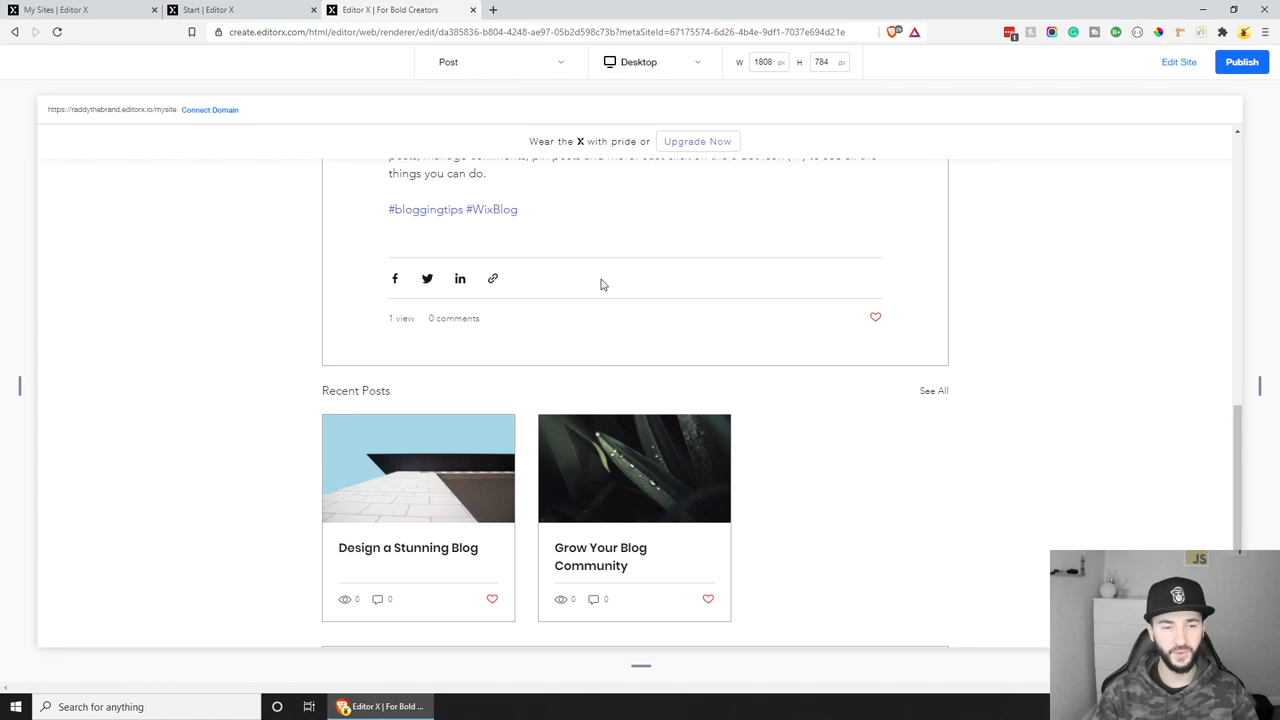 My Sites | Editor X
Start | Editor X
Editor X | For Bold Creators
create.editorx.com/html/editor/web/renderer/edit/da385836-b804-4248-ae97-05b2d598c73b?metaSiteId=67175574-6d26-4b4e-9df1-7037e694d21e
Post
Desktop
W 1808 px H 784 px
Edit Site
Publish
https://raddythebrand.editorx.io/mysite Connect Domain
Wear the X with pride or Upgrade Now
things you can do.
#bloggingtips #WixBlog
1 view 0 comments
Recent Posts
See All
Design a Stunning Blog
0 0
Grow Your Blog
Community
0 0
JS
Search for anything
Editor X | For Bold ...